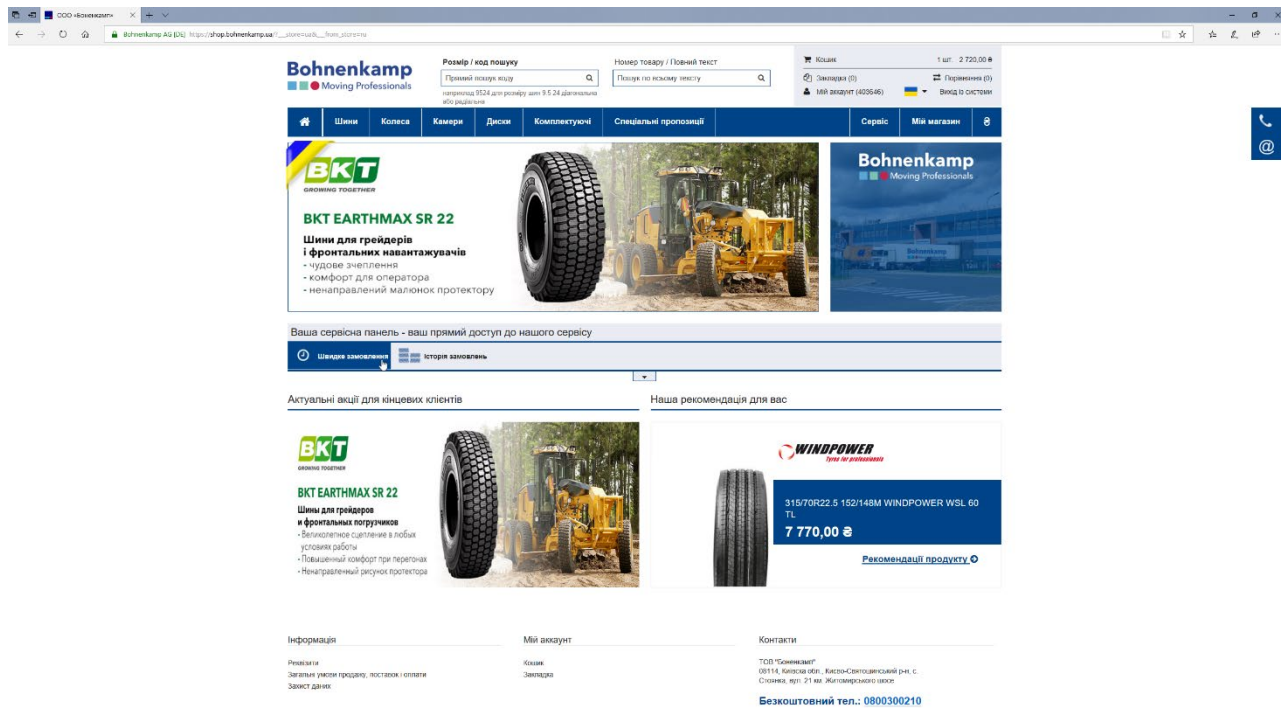 ООО «Боненкамп»
Bohnenkamp AG [DE] https://shop.bohnenkamp.ua/?___store=ua&___from_store=ru
Bohnenkamp
Moving Professionals
Розмір / код пошуку
Прямий пошук коду
наприклад 9524 для розміру шин 9.5 24 діагональна
або радіальна
Номер товару / Повний текст
Пошук по всьому тексту
Кошик 1 шт. 2 720,00 ₴
Закладка (0) Порівняння (0)
Мій аккаунт (403646) Вихід із системи
Шини Колеса Камери Диски Комплектуючі Спеціальні пропозиції Сервіс Мій магазин ₴
BKT
GROWING TOGETHER
BKT EARTHMAX SR 22
Шини для грейдерів
і фронтальних навантажувачів
- чудове зчеплення
- комфорт для оператора
- ненаправлений малюнок протектору
Bohnenkamp
Moving Professionals
Bohnenkamp
Ваша сервісна панель - ваш прямий доступ до нашого сервісу
Швидке замовлення Історія замовлень
Актуальні акції для кінцевих клієнтів
BKT
GROWING TOGETHER
BKT EARTHMAX SR 22
Шины для грейдеров
и фронтальных погрузчиков
- Великолепное сцепление в любых
условиях работы
- Повышенный комфорт при перегонах
- Ненаправленный рисунок протектора
Наша рекомендація для вас
WINDPOWER
Tyres for professionals
315/70R22.5 152/148M WINDPOWER WSL 60
TL
7 770,00 ₴
Рекомендації продукту
Інформація
Реквізити
Загальні умови продажу, поставок і оплати
Захист даних
Мій аккаунт
Кошик
Закладка
Контакти
ТОВ "Боненкамп"
08114, Київска обл., Києво-Святошинський р-н, с.
Стоянка, вул. 21 км. Житомирського шосе
Безкоштовний тел.: 0800300210